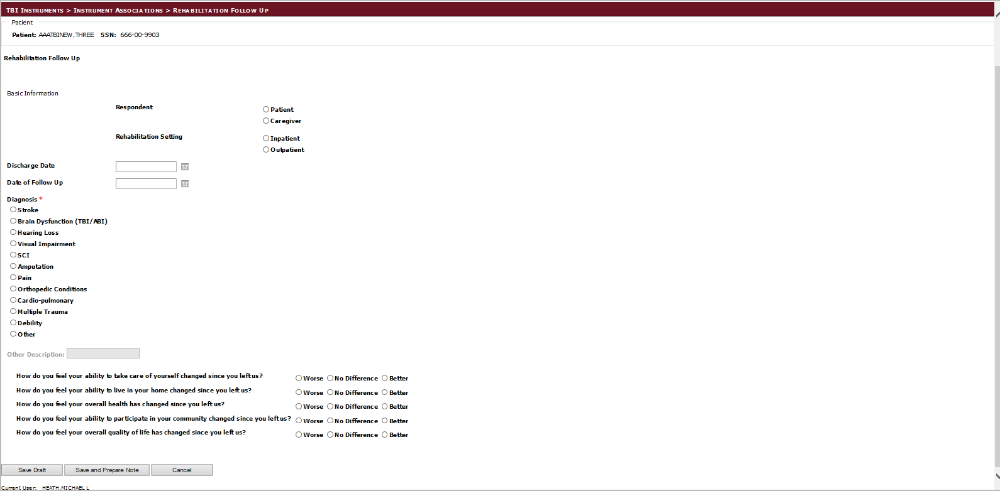 TBI Instruments > Instrument Associations > Rehabilitation Follow Up
Patient
Patient: AAATBINEW,THREE SSN: 666-00-9903
Rehabilitation Follow Up
Basic Information
Respondent
Patient
Caregiver
Rehabilitation Setting
Inpatient
Outpatient
Discharge Date
Date of Follow Up
Diagnosis *
Stroke
Brain Dysfunction (TBI/ABI)
Hearing Loss
Visual Impairment
SCI
Amputation
Pain
Orthopedic Conditions
Cardio-pulmonary
Multiple Trauma
Debility
Other
Other Description:
How do you feel your ability to take care of yourself changed since you left us? Worse No Difference Better
How do you feel your ability to live in your home changed since you left us? Worse No Difference Better
How do you feel your overall health has changed since you left us? Worse No Difference Better
How do you feel your ability to participate in your community changed since you left us? Worse No Difference Better
How do you feel your overall quality of life has changed since you left us? Worse No Difference Better
Save Draft Save and Prepare Note Cancel
Current User: HEATH,MICHAEL L